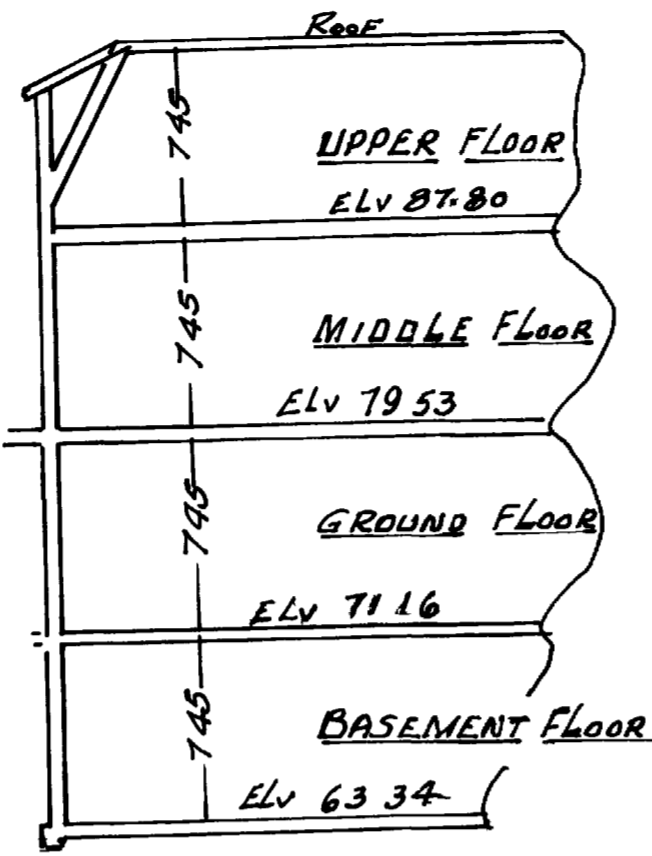 ROOF
745
UPPER FLOOR
ELV 87.80
745
MIDDLE FLOOR
ELV 79 53
745
GROUND FLOOR
ELV 71 16
745
BASEMENT FLOOR
ELV 63 34